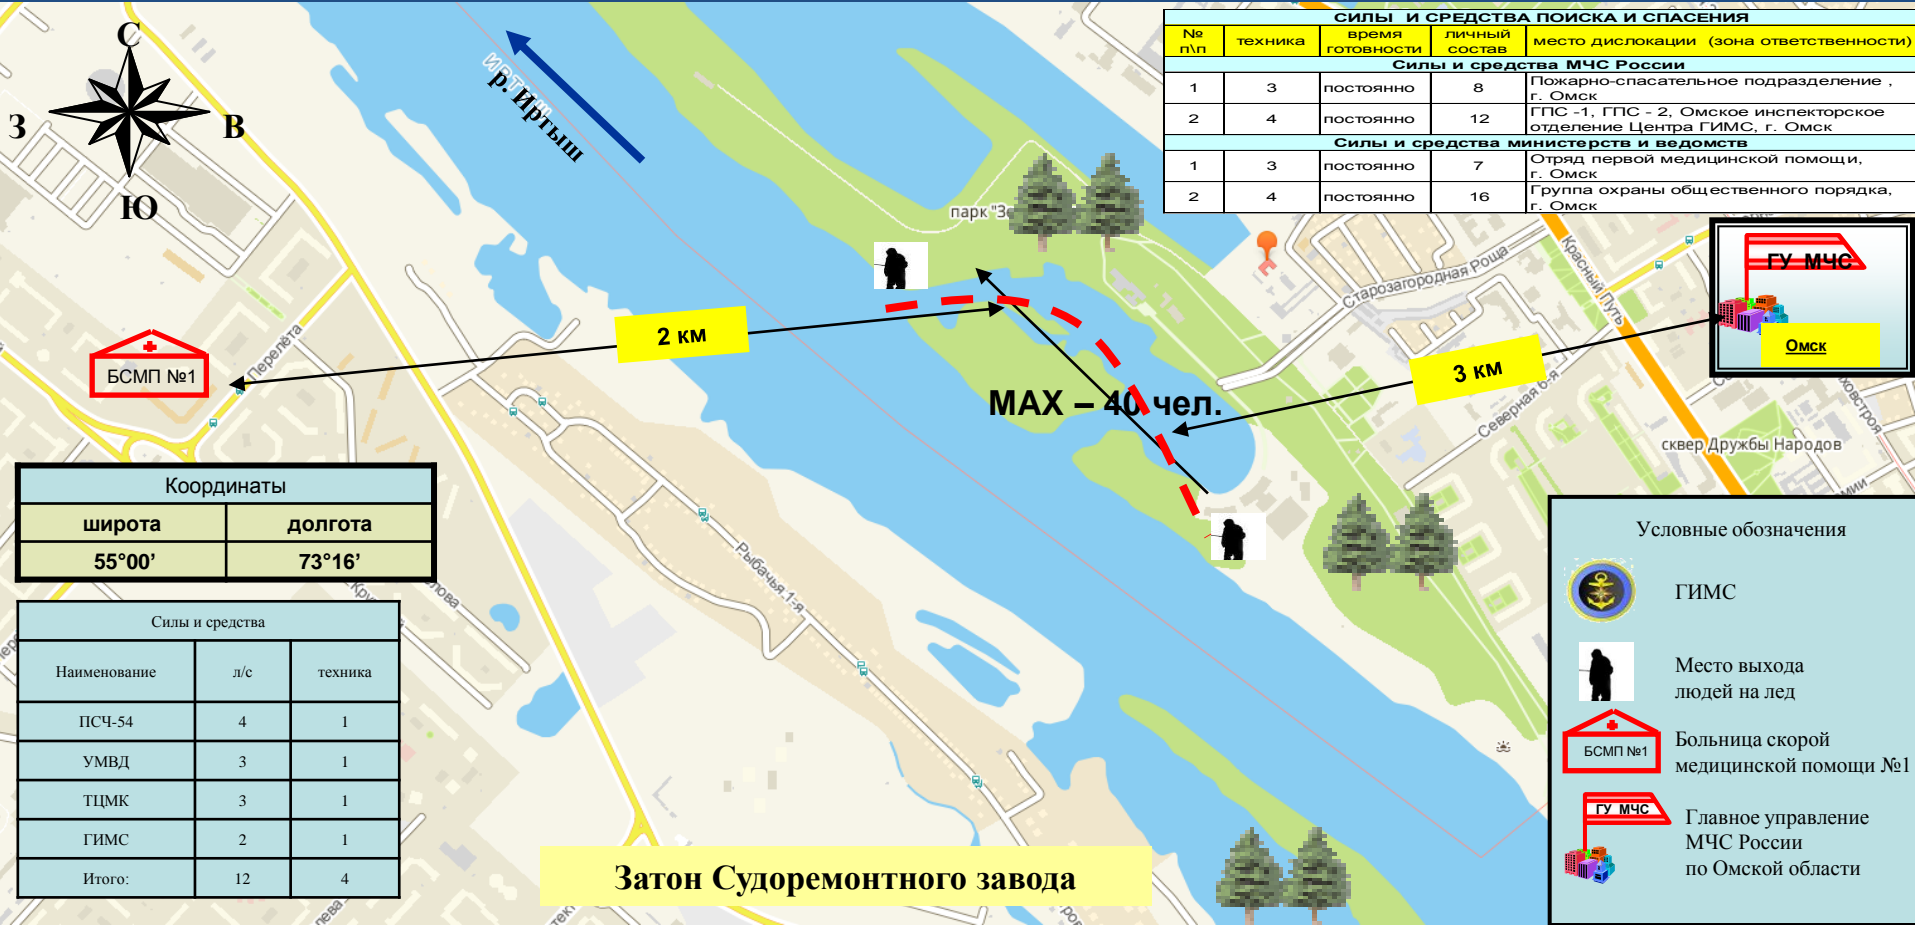 СИЛЫ И СРЕДСТВА ПОИСКА И СПАСЕНИЯ
№ п\п техника время готовности личный состав место дислокации (зона ответственности)
Силы и средства МЧС России
1 3 постоянно 8 Пожарно-спасательное подразделение , г. Омск
2 4 постоянно 12 ГПС -1, ГПС - 2, Омское инспекторское отделение Центра ГИМС, г. Омск
Силы и средства министерств и ведомств
1 3 постоянно 7 Отряд первой медицинской помощи, г. Омск
2 4 постоянно 16 Группа охраны общественного порядка, г. Омск
С
З
В
Ю
ИРТЫШ
р. Иртыш
парк
Старозагородная Роща
Красный Путь
ГУ МЧС
Омск
2 км
3 км
БСМП №1
Перелёта
МАХ – 40 чел.
Северная 6-я
сквер Дружбы Народов
Координаты
широта долгота
55°00’ 73°16’
Рыбачья 1-я
Силы и средства
Наименование л/с техника
ПСЧ-54 4 1
УМВД 3 1
ТЦМК 3 1
ГИМС 2 1
Итого: 12 4
Затон Судоремонтного завода
Условные обозначения
ГИМС
Место выхода
людей на лед
БСМП №1
Больница скорой
медицинской помощи №1
ГУ МЧС
Главное управление
МЧС России
по Омской области